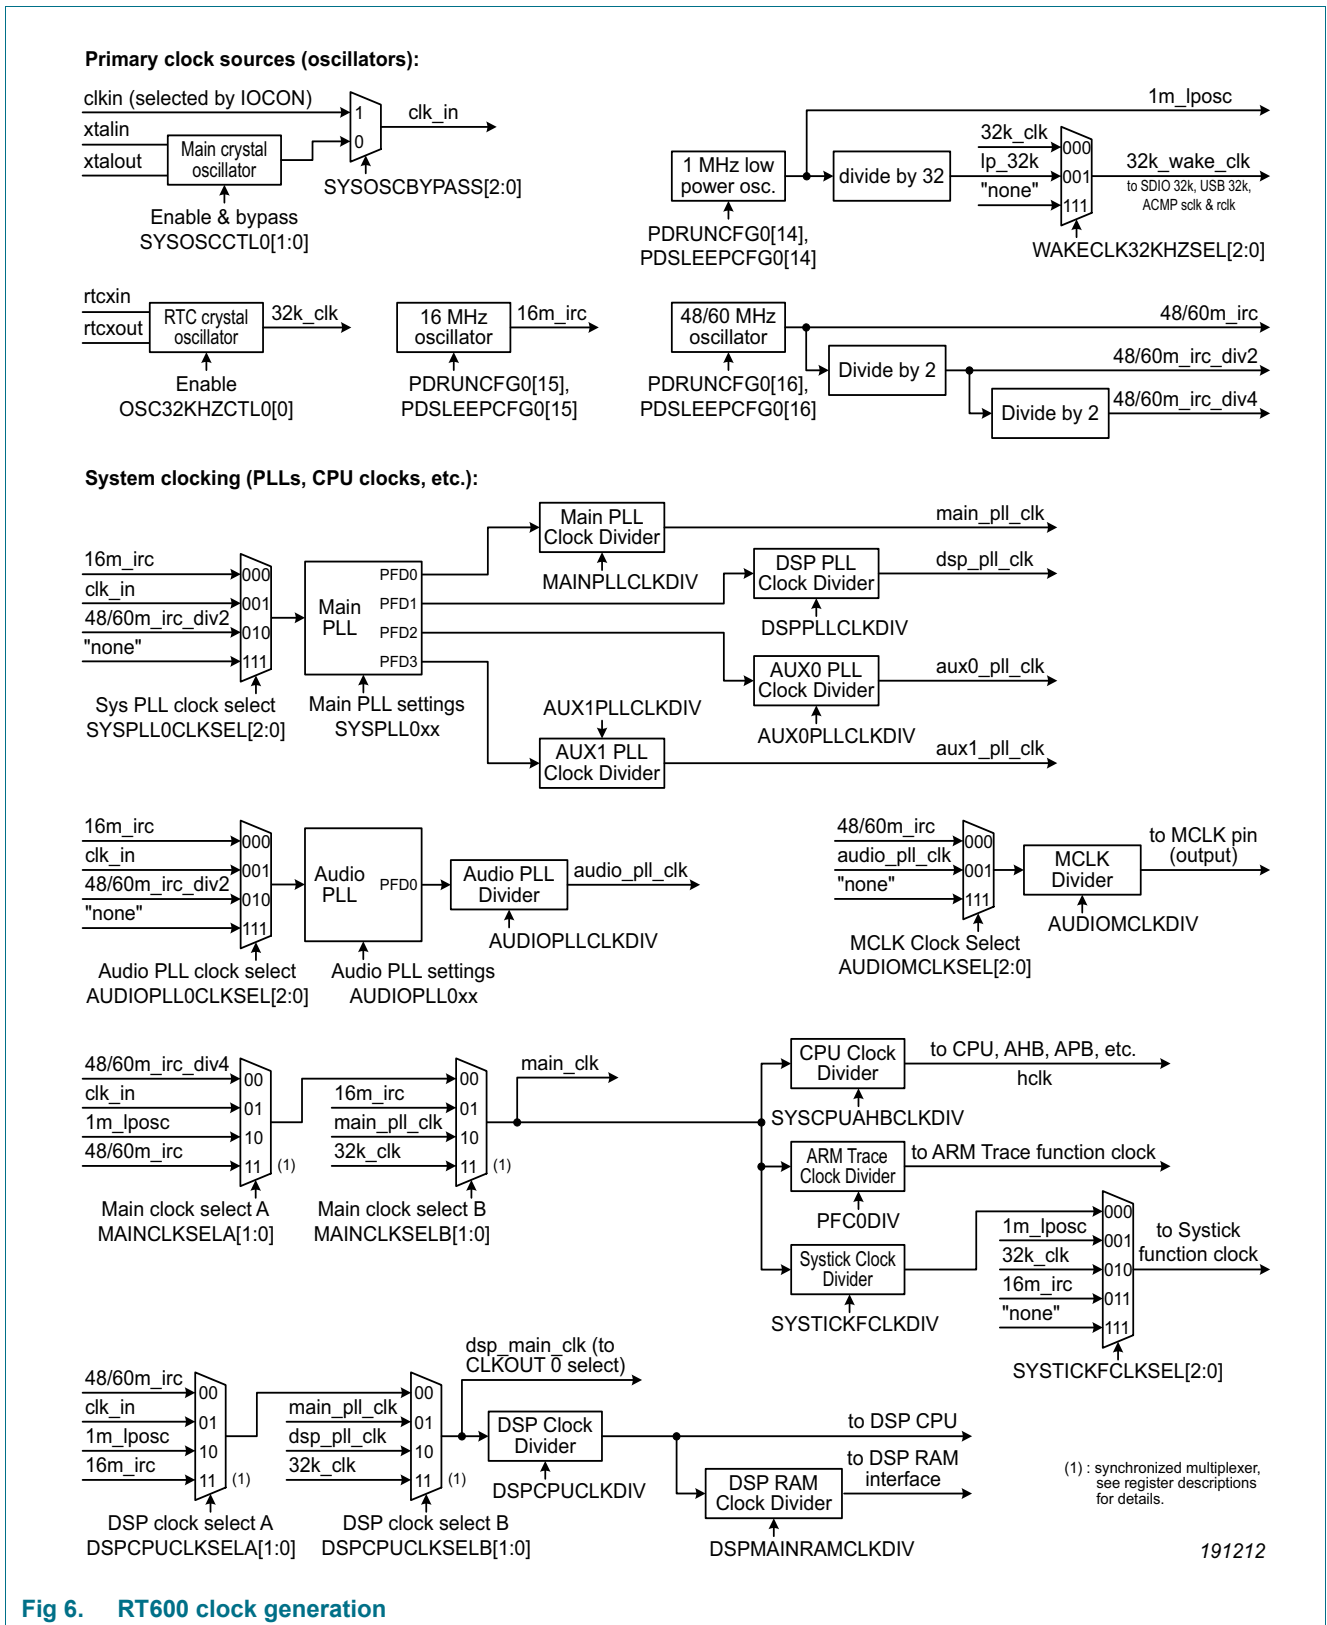 Primary clock sources (oscillators):
clkin (selected by IOCON)
xtalin
xtalout
Main crystal
oscillator
1
0
clk_in
SYSOSCBYPASS[2:0]
Enable & bypass
SYSOSCCTL0[1:0]
1 MHz low
power osc.
PDRUNCFG0[14],
PDSLEEPCFG0[14]
divide by 32
1m_lposc
32k_clk
lp_32k
"none"
000
001
111
32k_wake_clk
to SDIO 32k, USB 32k,
ACMP sclk & rclk
WAKECLK32KHZSEL[2:0]
rtcxin
rtcxout
RTC crystal
oscillator
32k_clk
Enable
OSC32KHZCTL0[0]
16 MHz
oscillator
16m_irc
PDRUNCFG0[15],
PDSLEEPCFG0[15]
48/60 MHz
oscillator
PDRUNCFG0[16],
PDSLEEPCFG0[16]
48/60m_irc
Divide by 2
48/60m_irc_div2
Divide by 2
48/60m_irc_div4
System clocking (PLLs, CPU clocks, etc.):
16m_irc
clk_in
48/60m_irc_div2
"none"
000
001
010
111
Sys PLL clock select
SYSPLL0CLKSEL[2:0]
Main
PLL
PFD0
PFD1
PFD2
PFD3
Main PLL settings
SYSPLL0xx
Main PLL
Clock Divider
MAINPLLCLKDIV
main_pll_clk
DSP PLL
Clock Divider
DSPPLLCLKDIV
dsp_pll_clk
AUX0 PLL
Clock Divider
AUX0PLLCLKDIV
aux0_pll_clk
AUX1PLLCLKDIV
AUX1 PLL
Clock Divider
aux1_pll_clk
16m_irc
clk_in
48/60m_irc_div2
"none"
000
001
010
111
Audio PLL clock select
AUDIOPLL0CLKSEL[2:0]
Audio
PLL
PFD0
Audio PLL settings
AUDIOPLL0xx
Audio PLL
Divider
AUDIOPLLCLKDIV
audio_pll_clk
48/60m_irc
audio_pll_clk
"none"
000
001
111
MCLK Clock Select
AUDIOMCLKSEL[2:0]
MCLK
Divider
AUDIOMCLKDIV
to MCLK pin
(output)
48/60m_irc_div4
clk_in
1m_lposc
48/60m_irc
00
01
10
11
(1)
Main clock select A
MAINCLKSELA[1:0]
16m_irc
main_pll_clk
32k_clk
00
01
10
11
(1)
Main clock select B
MAINCLKSELB[1:0]
main_clk
CPU Clock
Divider
SYSCPUAHBCLKDIV
to CPU, AHB, APB, etc.
hclk
ARM Trace
Clock Divider
PFC0DIV
to ARM Trace function clock
Systick Clock
Divider
SYSTICKFCLKDIV
1m_lposc
32k_clk
16m_irc
"none"
000
001
010
011
111
to Systick
function clock
SYSTICKFCLKSEL[2:0]
48/60m_irc
clk_in
1m_lposc
16m_irc
00
01
10
11
(1)
DSP clock select A
DSPCPUCLKSELA[1:0]
main_pll_clk
dsp_pll_clk
32k_clk
00
01
10
11
(1)
DSP clock select B
DSPCPUCLKSELB[1:0]
dsp_main_clk (to
CLKOUT 0 select)
DSP Clock
Divider
DSPCPUCLKDIV
to DSP CPU
DSP RAM
Clock Divider
DSPMAINRAMCLKDIV
to DSP RAM
interface
(1) : synchronized multiplexer,
see register descriptions
for details.
191212
Fig 6. RT600 clock generation